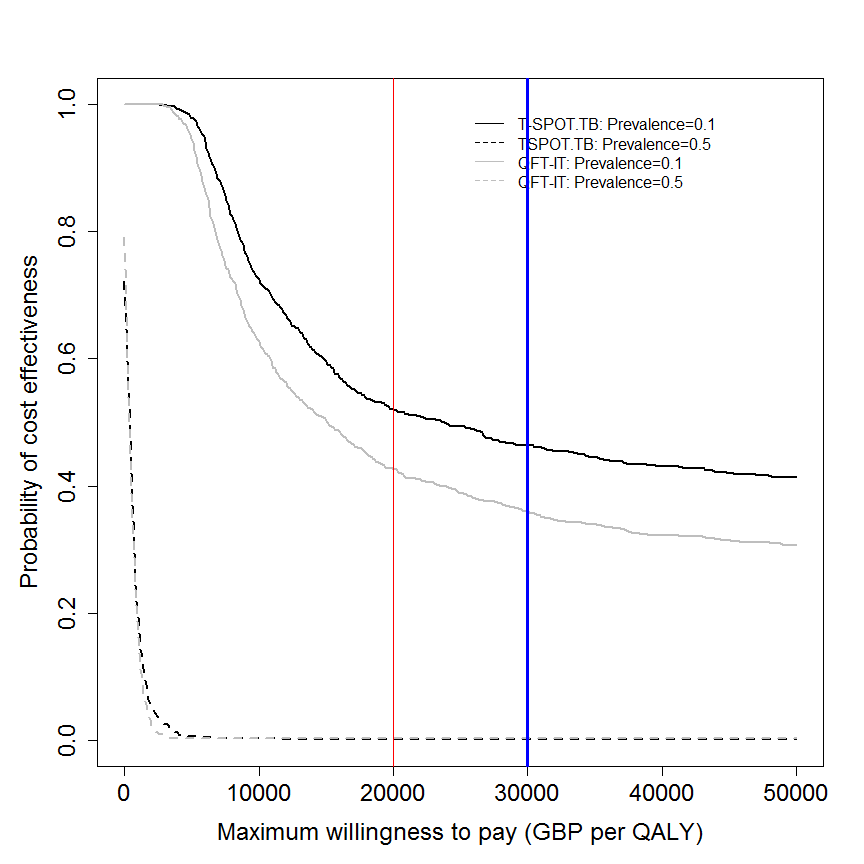 T-SPOT.TB: Prevalence=0.1
TSPOT.TB: Prevalence=0.5
QFT-IT: Prevalence=0.1
QFT-IT: Prevalence=0.5
Probability of cost effectiveness
1.0
0.8
0.6
0.4
0.2
0.0
0 10000 20000 30000 40000 50000
Maximum willingness to pay (GBP per QALY)